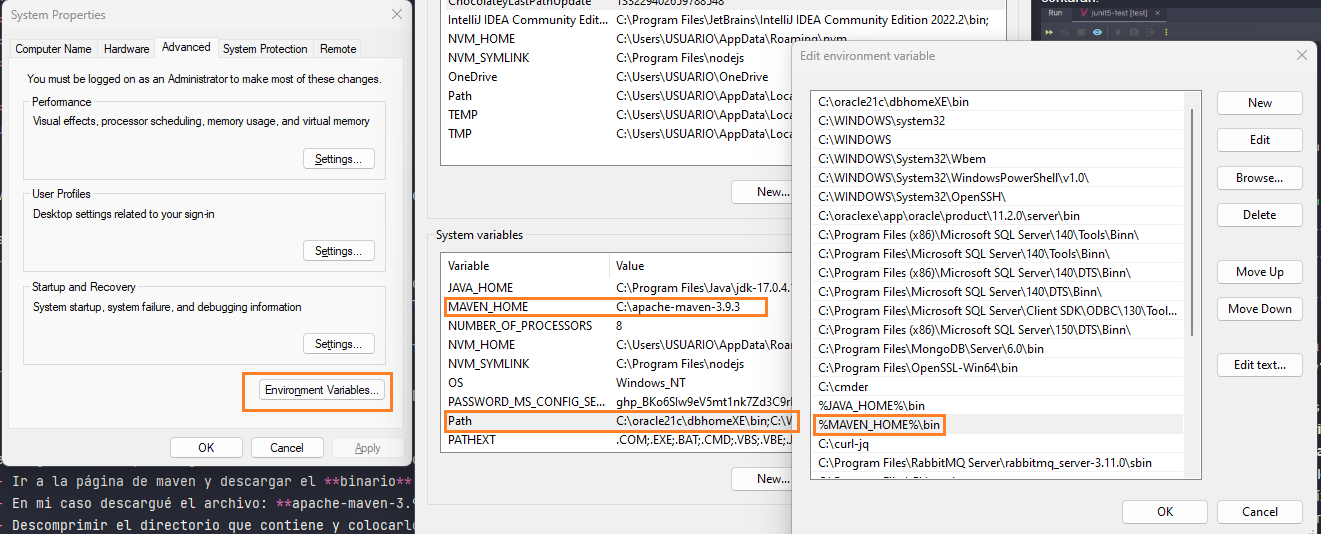 System Properties
Computer Name
Hardware
Advanced
System Protection
Remote
You must be logged on as an Administrator to make most of these changes.
Performance
Visual effects, processor scheduling, memory usage, and virtual memory
Settings...
User Profiles
Desktop settings related to your sign-in
Settings...
Startup and Recovery
System startup, system failure, and debugging information
Settings...
Environment Variables...
OK
Cancel
Apply
- Ir a la página de maven y descargar el **binario**
- En mi caso descargué el archivo: **apache-maven-3.9
- Descomprimir el directorio que contiene y colocarlo
ChocolateyLastPathUpdate 133229402659788548
IntelliJ IDEA Community Edit... C:\Program Files\JetBrains\IntelliJ IDEA Community Edition 2022.2\bin;
NVM_HOME C:\Users\USUARIO\AppData\Roaming\nvm
NVM_SYMLINK C:\Program Files\nodejs
OneDrive C:\Users\USUARIO\OneDrive
Path C:\Users\USUARIO\AppData\Loca
TEMP C:\Users\USUARIO\AppData\Loca
TMP C:\Users\USUARIO\AppData\Loca
New...
System variables
Variable Value
JAVA_HOME C:\Program Files\Java\jdk-17.0.4.
MAVEN_HOME C:\apache-maven-3.9.3
NUMBER_OF_PROCESSORS 8
NVM_HOME C:\Users\USUARIO\AppData\Roam
NVM_SYMLINK C:\Program Files\nodejs
OS Windows_NT
PASSWORD_MS_CONFIG_SE...
Path C:\oracle21c\dbhomeXE\bin;C:\W
PATHEXT .COM;.EXE;.BAT;.CMD;.VBS;.VBE;.J
New...
Run junit5-test [test] ×
Edit environment variable
C:\oracle21c\dbhomeXE\bin
C:\WINDOWS\system32
C:\WINDOWS
C:\WINDOWS\System32\Wbem
C:\WINDOWS\System32\WindowsPowerShell\v1.0\
C:\WINDOWS\System32\OpenSSH\
C:\oraclexe\app\oracle\product\11.2.0\server\bin
C:\Program Files (x86)\Microsoft SQL Server\140\Tools\Binn\
C:\Program Files\Microsoft SQL Server\140\Tools\Binn\
C:\Program Files (x86)\Microsoft SQL Server\140\DTS\Binn\
C:\Program Files\Microsoft SQL Server\140\DTS\Binn\
C:\Program Files\Microsoft SQL Server\Client SDK\ODBC\130\Tool...
C:\Program Files (x86)\Microsoft SQL Server\150\DTS\Binn\
C:\Program Files\MongoDB\Server\6.0\bin
C:\Program Files\OpenSSL-Win64\bin
C:\cmder
%JAVA_HOME%\bin
%MAVEN_HOME%\bin
C:\curl-jq
C:\Program Files\RabbitMQ Server\rabbitmq_server-3.11.0\sbin
New
Edit
Browse...
Delete
Move Up
Move Down
Edit text...
OK
Cancel